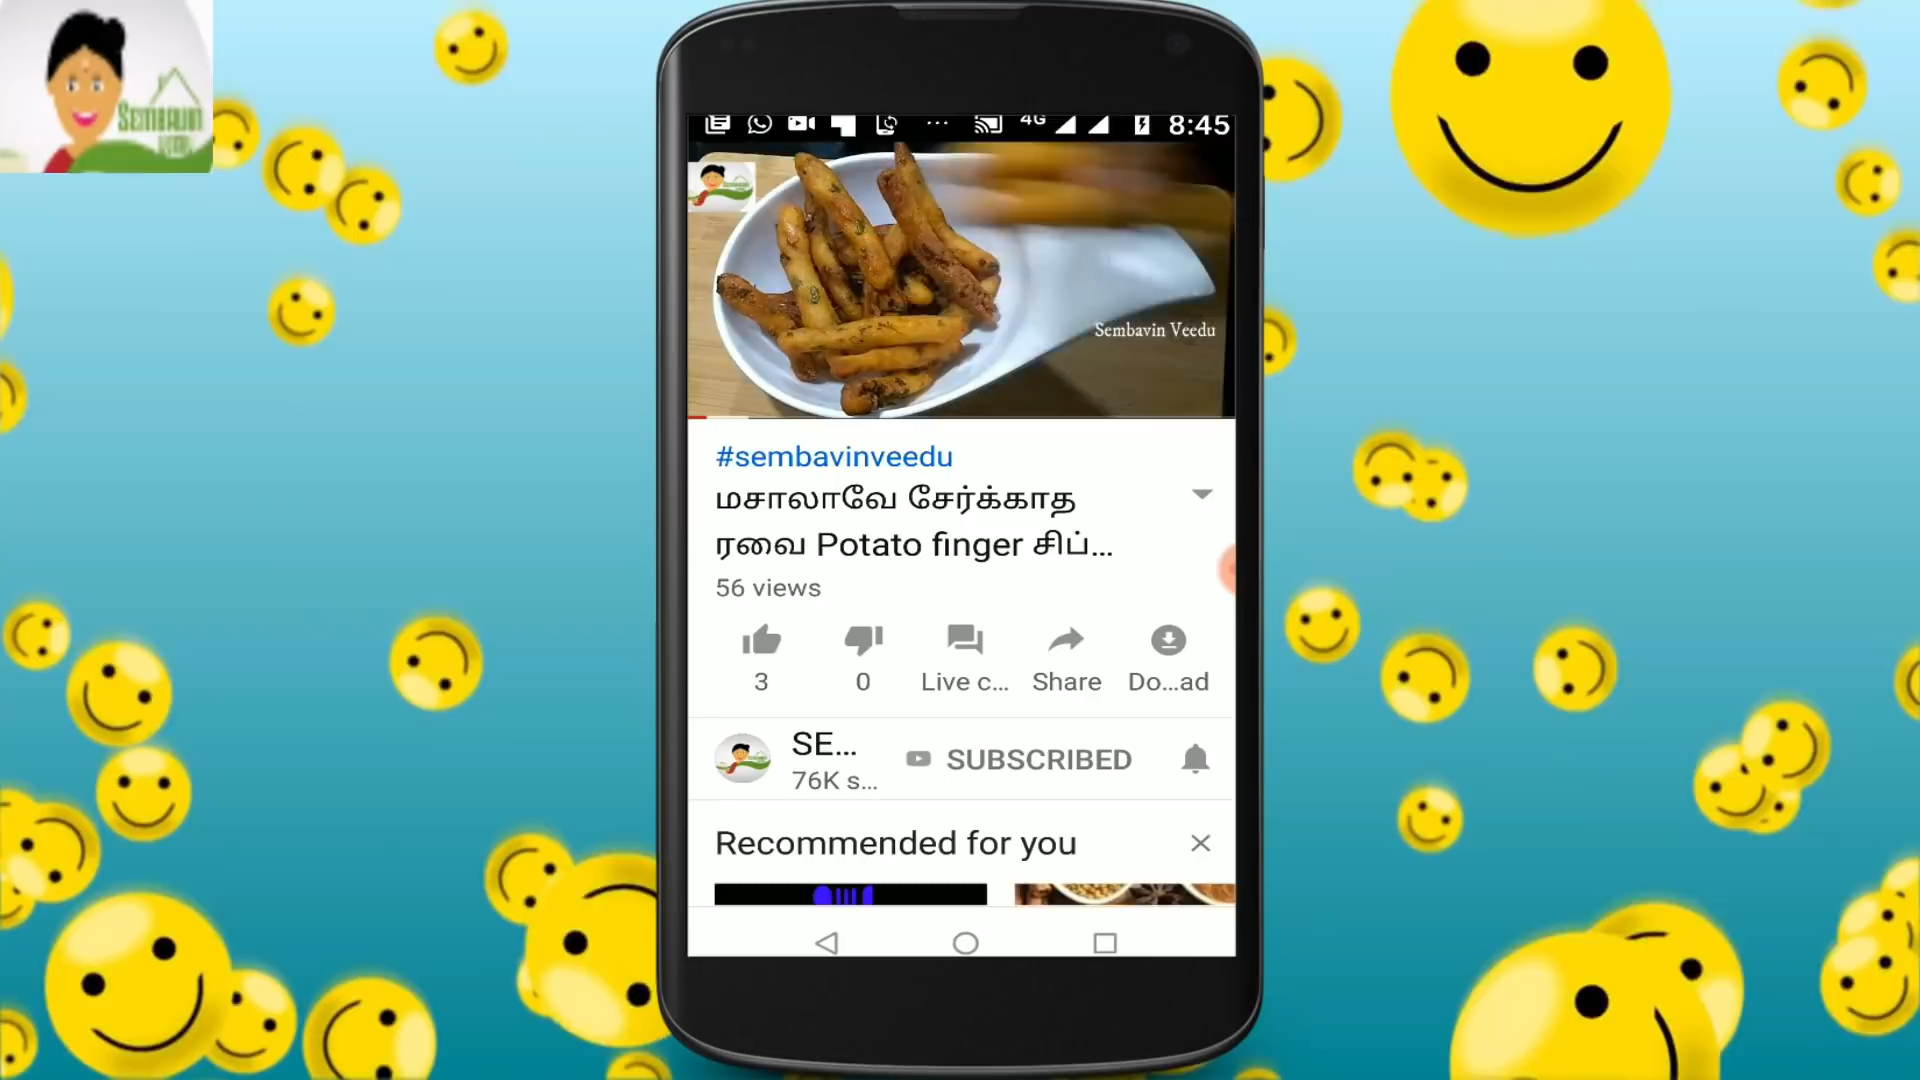 SEMBAVIN
4G
8:45
Sembavin Veedu
#sembavinveedu
மசாலாவே சேர்க்காத
ரவை Potato finger சிப்...
56 views
3
0
Live c...
Share
Do...ad
SE...
SUBSCRIBED
76K s...
Recommended for you